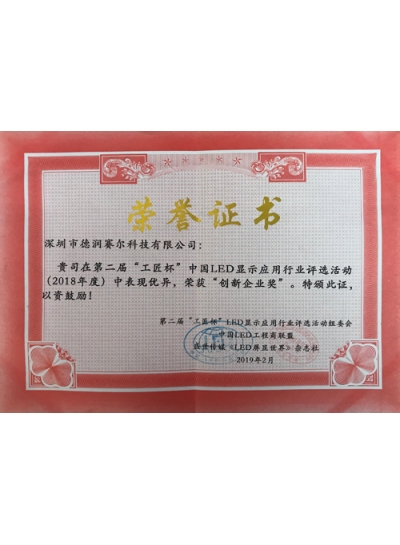 荣誉证书
深圳市德润赛尔科技有限公司：
贵司在第二届“工匠杯”中国LED显示应用行业评选活动
（2018年度）中表现优异，荣获“创新企业奖”。特颁此证，
以资鼓励！
第二届“工匠杯”LED显示应用行业评选活动组委会
中国LED工程商联盟
传媒《LED屏显世界》杂志社
2019年2月